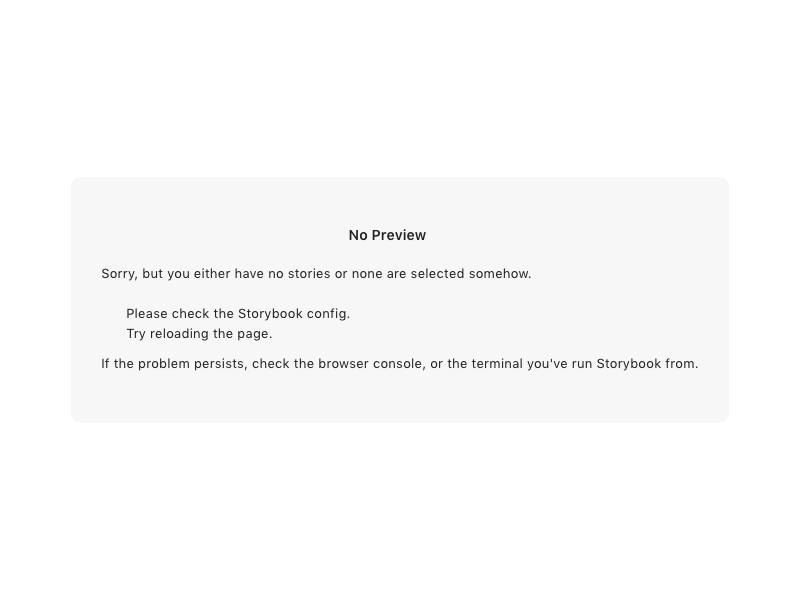 No Preview
Sorry, but you either have no stories or none are selected somehow.
Please check the Storybook config.
Try reloading the page.
If the problem persists, check the browser console, or the terminal you've run Storybook from.